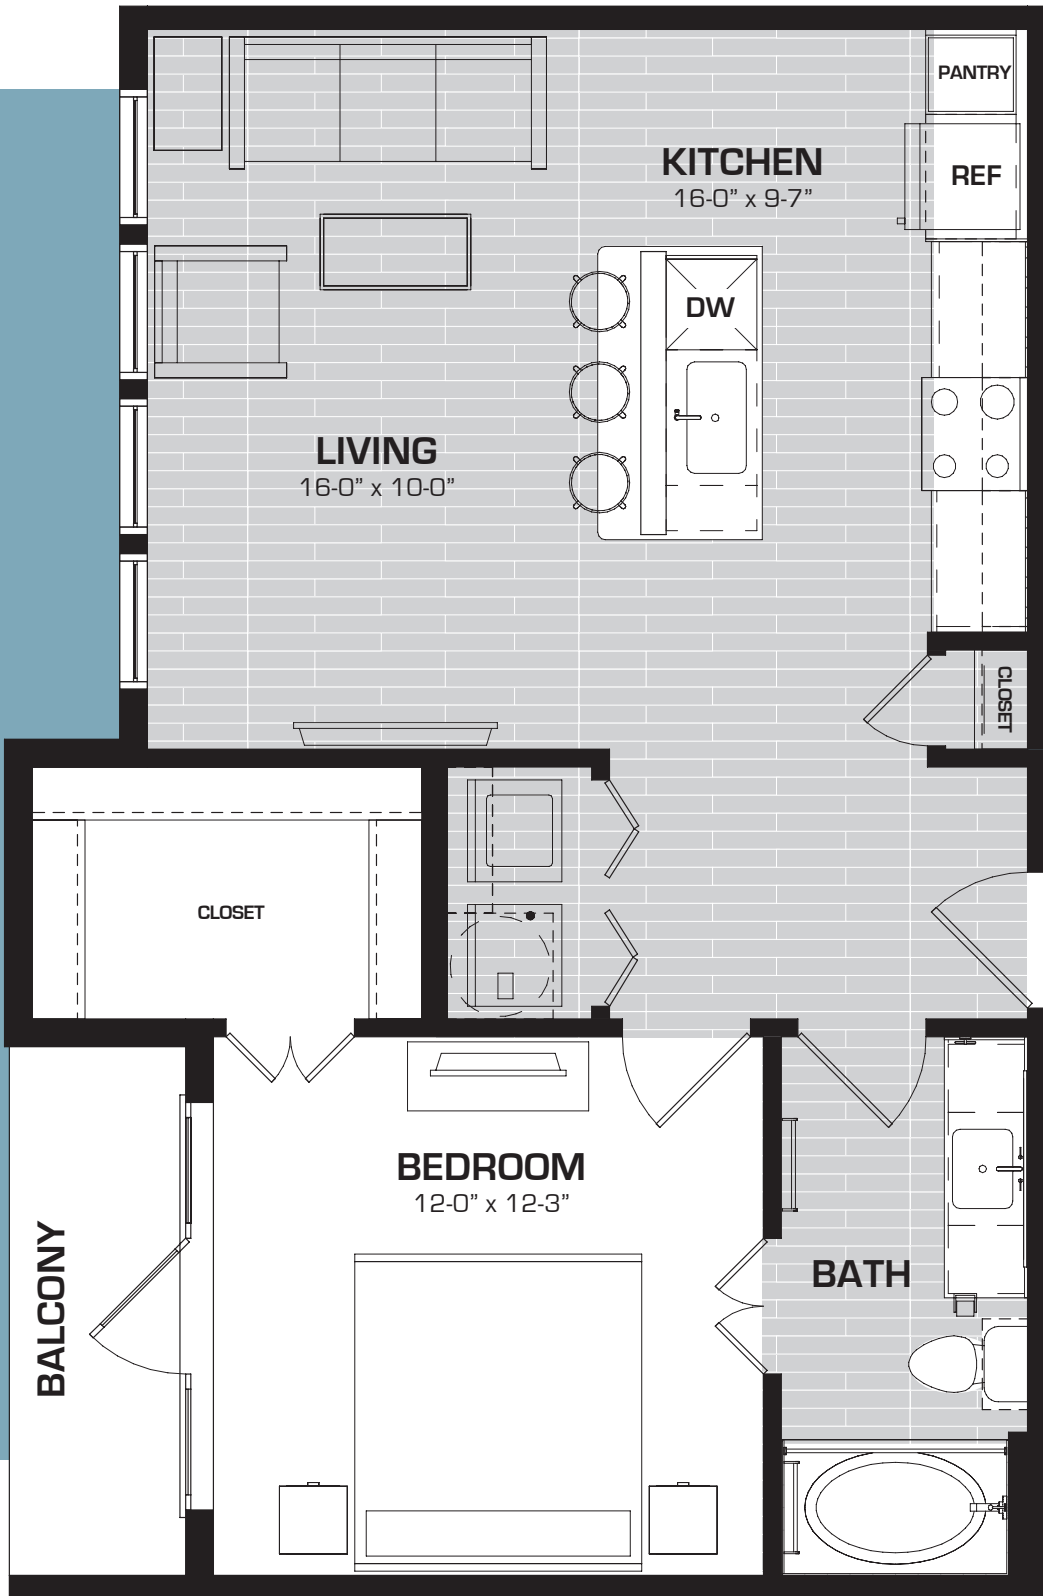 PANTRY
KITCHEN
16-0” x 9-7”
REF
DW
LIVING
16-0” x 10-0”
CLOSET
CLOSET
BEDROOM
12-0” x 12-3”
BATH
BALCONY